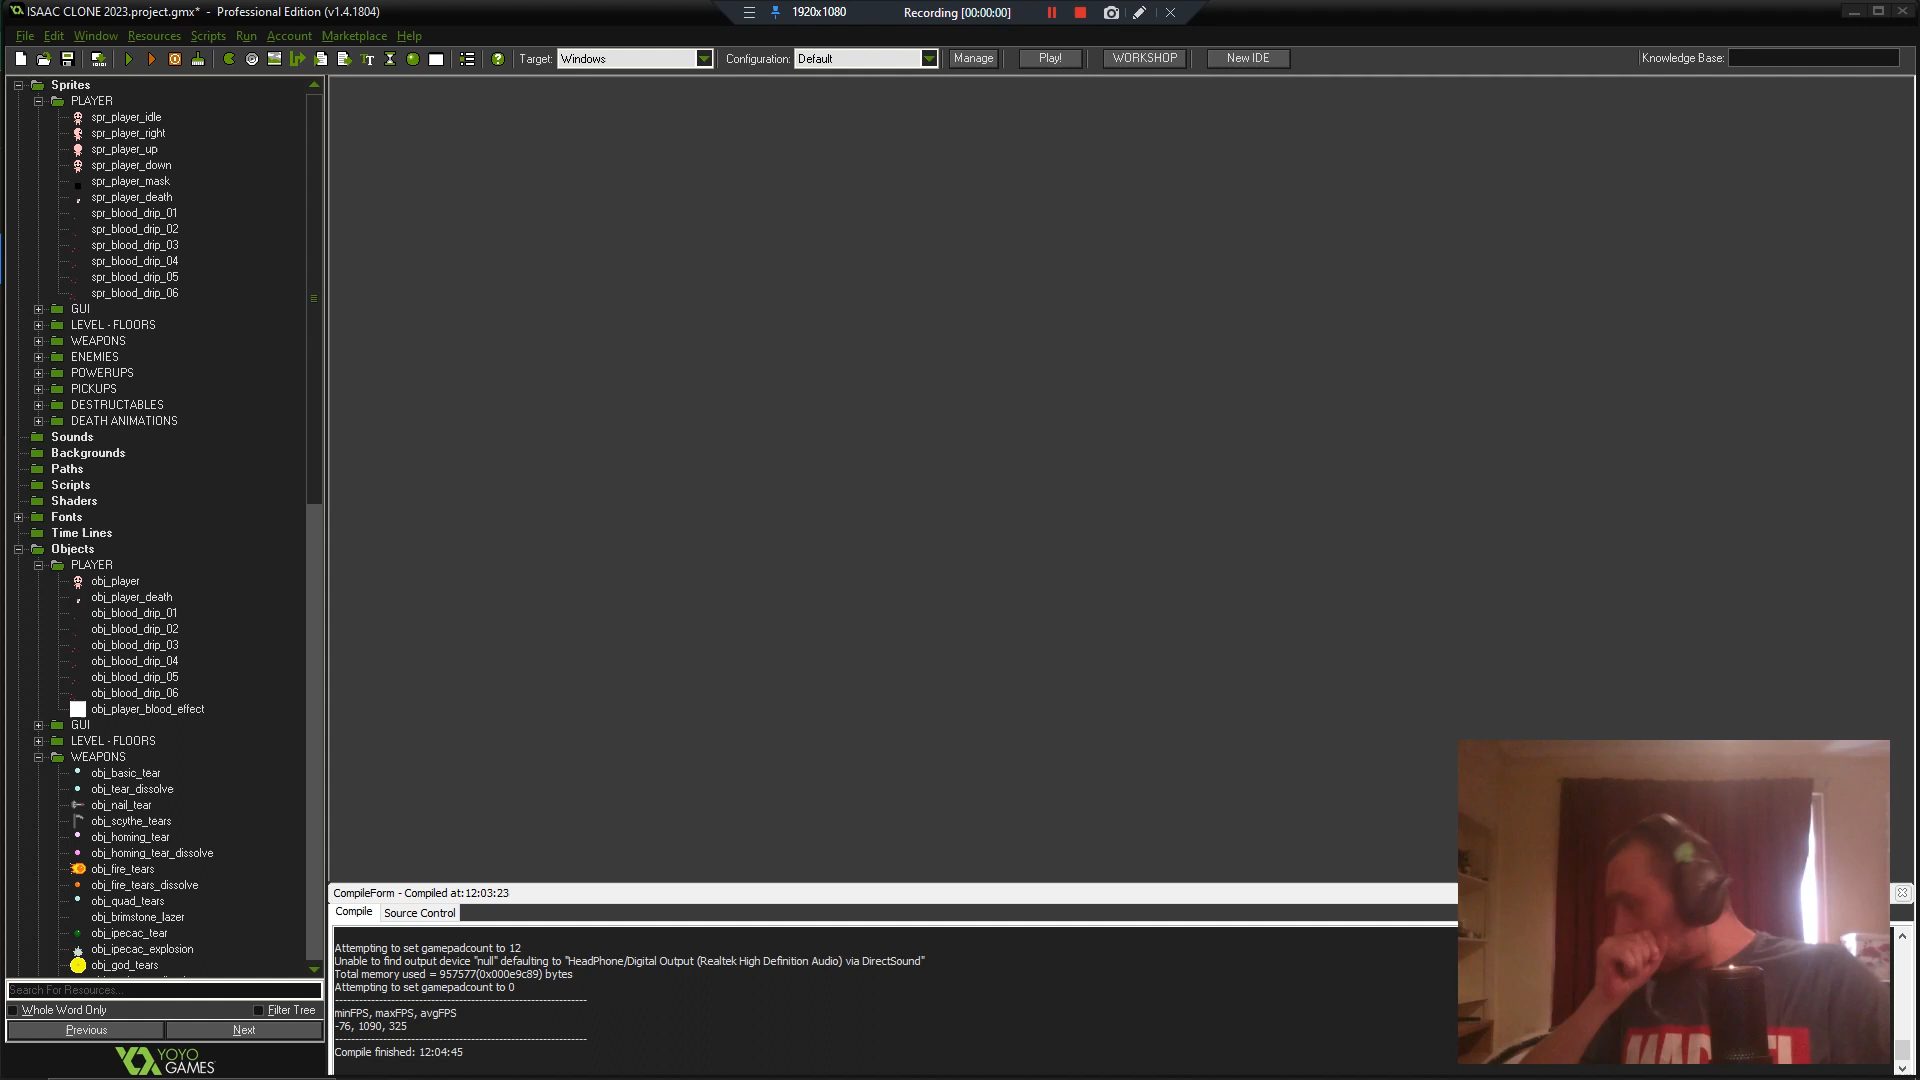 ISAAC CLONE 2023.project.gmx* - Professional Edition (v1.4.1804)
1920x1080
Recording [00:00:00]
File Edit Window Resources Scripts Run Account Marketplace Help
Target: Windows
Configuration: Default
Manage
Play!
WORKSHOP
New IDE
Knowledge Base:
Sprites
PLAYER
spr_player_idle
spr_player_right
spr_player_up
spr_player_down
spr_player_mask
spr_player_death
spr_blood_drip_01
spr_blood_drip_02
spr_blood_drip_03
spr_blood_drip_04
spr_blood_drip_05
spr_blood_drip_06
GUI
LEVEL - FLOORS
WEAPONS
ENEMIES
POWERUPS
PICKUPS
DESTRUCTABLES
DEATH ANIMATIONS
Sounds
Backgrounds
Paths
Scripts
Shaders
Fonts
Time Lines
Objects
PLAYER
obj_player
obj_player_death
obj_blood_drip_01
obj_blood_drip_02
obj_blood_drip_03
obj_blood_drip_04
obj_blood_drip_05
obj_blood_drip_06
obj_player_blood_effect
GUI
LEVEL - FLOORS
WEAPONS
obj_basic_tear
obj_tear_dissolve
obj_nail_tear
obj_scythe_tears
obj_homing_tear
obj_homing_tear_dissolve
obj_fire_tears
obj_fire_tears_dissolve
obj_quad_tears
obj_brimstone_lazer
obj_ipecac_tear
obj_ipecac_explosion
obj_god_tears
Search For Resources...
Whole Word Only
Filter Tree
Previous
Next
YOYO
GAMES
CompileForm - Compiled at:12:03:23
Compile
Source Control
Attempting to set gamepadcount to 12
Unable to find output device "null" defaulting to "HeadPhone/Digital Output (Realtek High Definition Audio) via DirectSound"
Total memory used = 957577(0x000e9c89) bytes
Attempting to set gamepadcount to 0
minFPS, maxFPS, avgFPS
-76, 1090, 325
Compile finished: 12:04:45